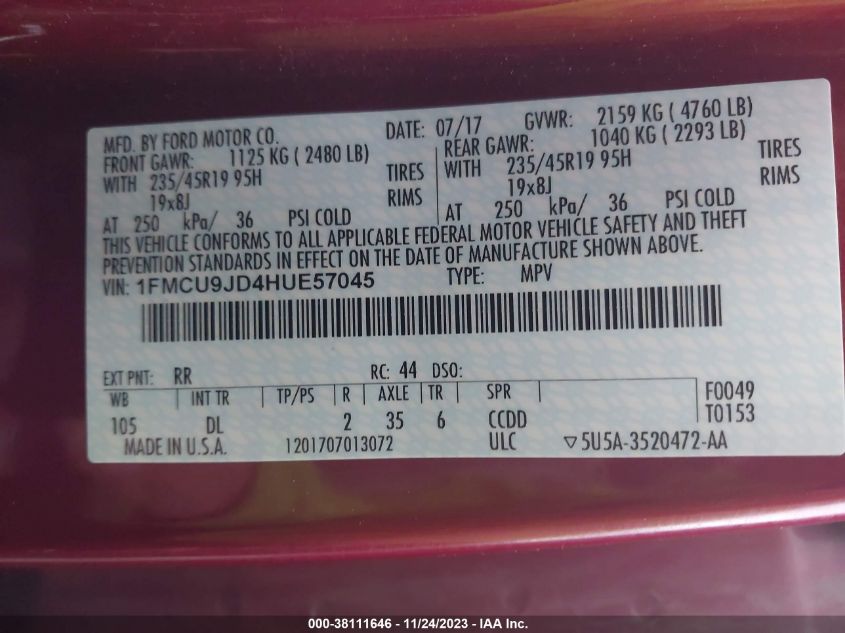 MFD. BY FORD MOTOR CO. DATE: 07/17 GVWR: 2159 KG ( 4760 LB)
FRONT GAWR: 1125 KG ( 2480 LB) REAR GAWR: 1040 KG ( 2293 LB)
WITH 235/45R19 95H TIRES WITH 235/45R19 95H TIRES
19x8J RIMS 19x8J RIMS
AT 250 kPa/ 36 PSI COLD AT 250 kPa/ 36 PSI COLD
THIS VEHICLE CONFORMS TO ALL APPLICABLE FEDERAL MOTOR VEHICLE SAFETY AND THEFT
PREVENTION STANDARDS IN EFFECT ON THE DATE OF MANUFACTURE SHOWN ABOVE.
VIN: 1FMCU9JD4HUE57045 TYPE: MPV
EXT PNT: RR RC: 44 DSO:
WB INT TR TP/PS R AXLE TR SPR F0049
105 DL 2 35 6 CCDD T0153
MADE IN U.S.A. 1201707013072 ULC ▽5U5A-3520472-AA
000-38111646 - 11/24/2023 - IAA Inc.